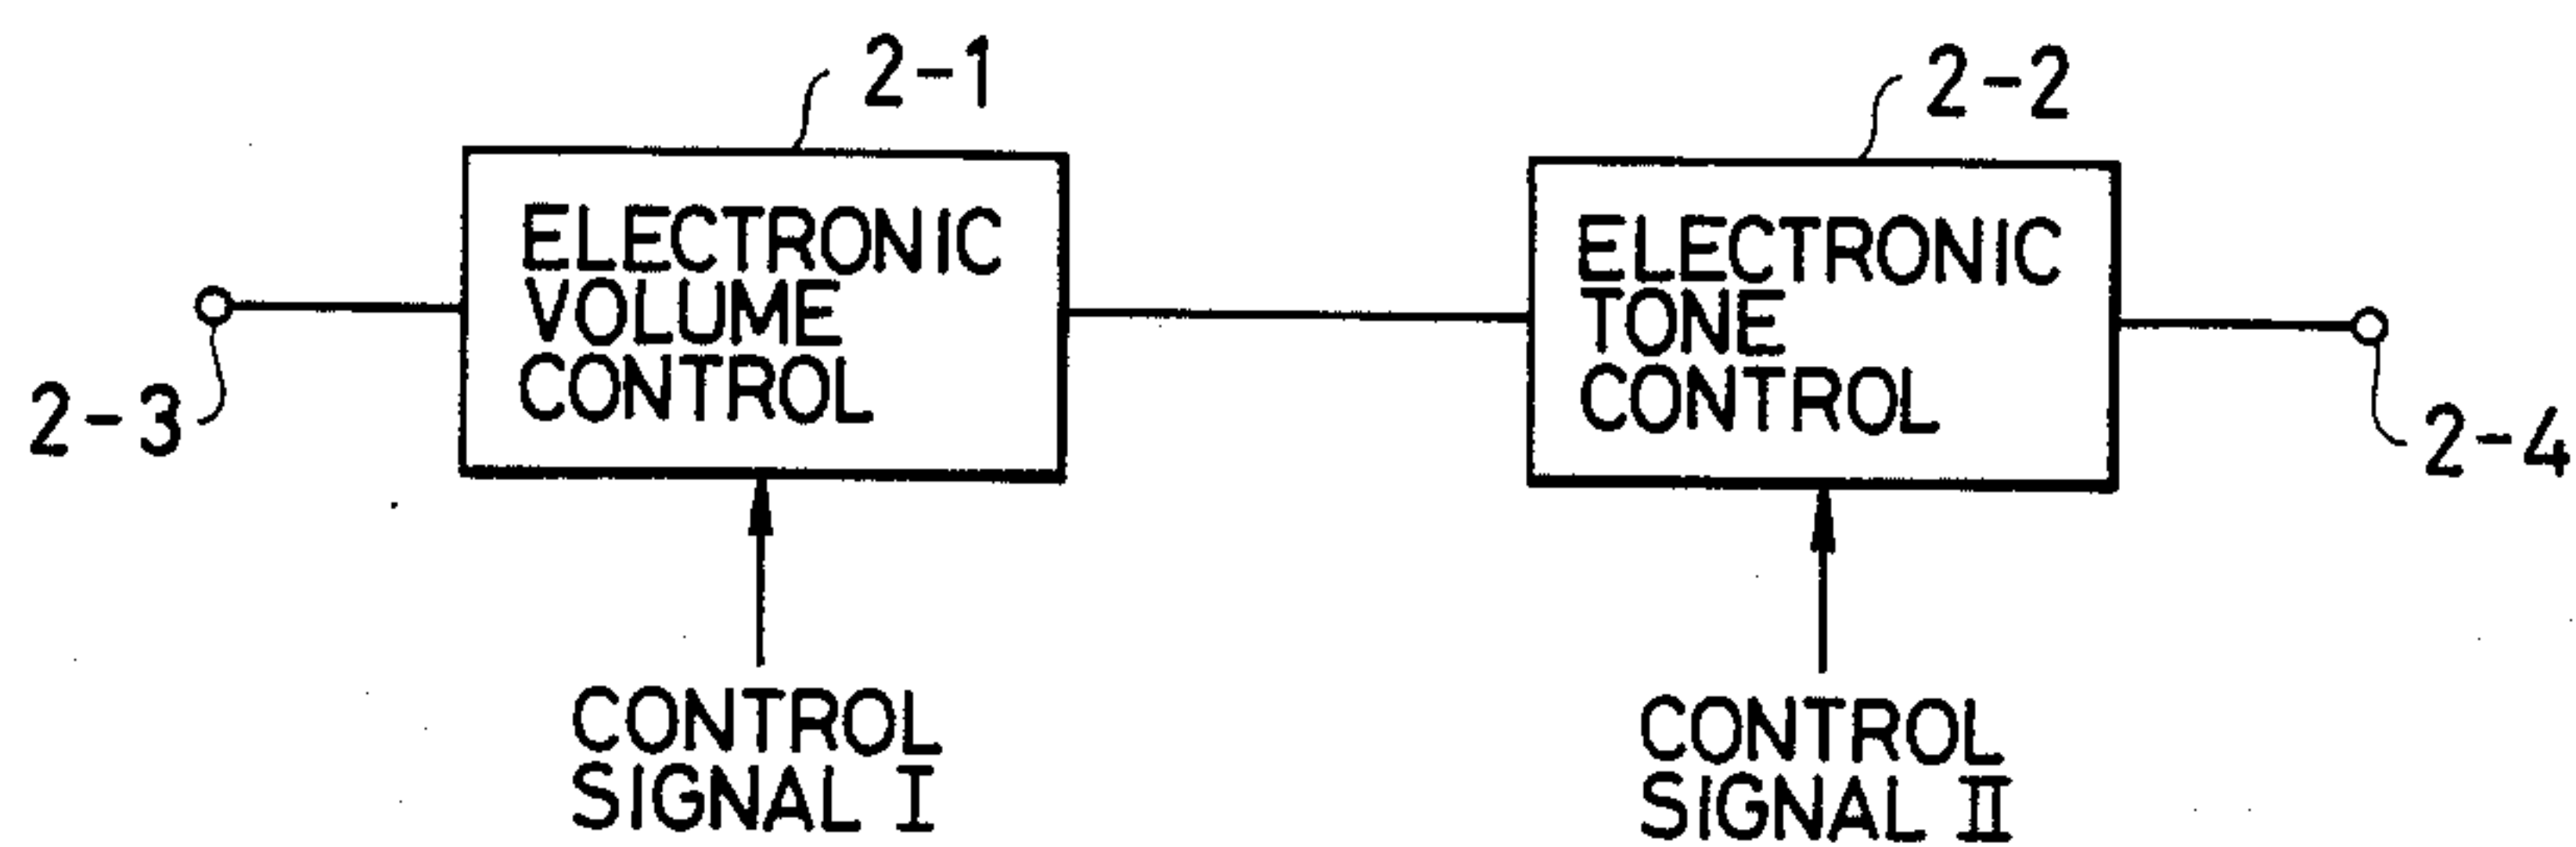 2-1
2-2
ELECTRONIC
VOLUME
CONTROL
ELECTRONIC
TONE
CONTROL
2-3
2-4
CONTROL
SIGNAL I
CONTROL
SIGNAL II